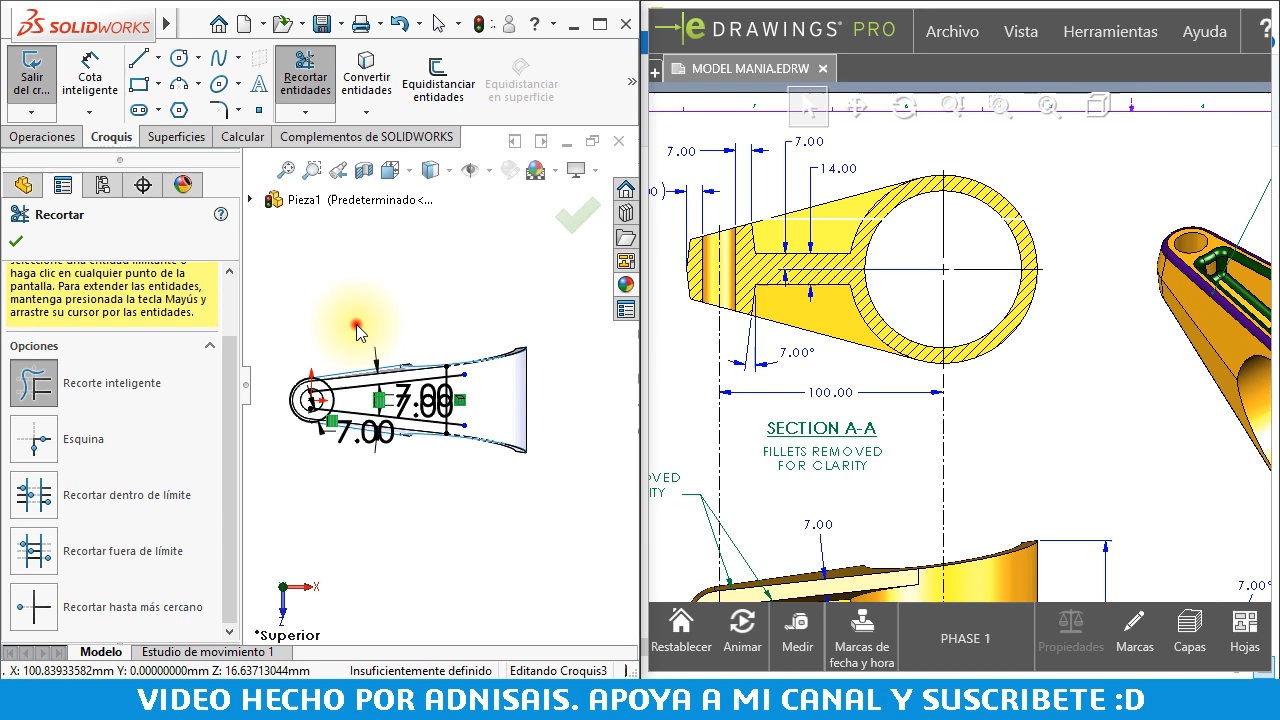 SOLIDWORKS
?
Salir del cr...
Cota inteligente
Recortar entidades
Convertir entidades
Equidistanciar entidades
Equidistanciar en superficie
»
Operaciones
Croquis
Superficies
Calcular
Complementos de SOLIDWORKS
Pieza1 (Predeterminado<...
Recortar
?
haga clic en cualquier punto de la
pantalla. Para extender las entidades,
mantenga presionada la tecla Mayús y
arrastre su cursor por las entidades.
Opciones
Recorte inteligente
Esquina
Recortar dentro de límite
Recortar fuera de límite
Recortar hasta más cercano
7.00
7.00
7.00
X
Z
*Superior
Modelo
Estudio de movimiento 1
X: 100.83933582mm Y: 0.00000000mm Z: 16.63713044mm
Insuficientemente definido
Editando Croquis3
eDRAWINGS® PRO
Archivo
Vista
Herramientas
Ayuda
?
MODEL MANIA.EDRW
7
6
7.00
7.00
14.00
)
7.00°
100.00
SECTION A-A
FILLETS REMOVED
FOR CLARITY
OVED
ITY
7.00
7.00°
Restablecer
Animar
Medir
Marcas de fecha y hora
PHASE 1
Propiedades
Marcas
Capas
Hojas
VIDEO HECHO POR ADNISAIS. APOYA A MI CANAL Y SUSCRIBETE :D